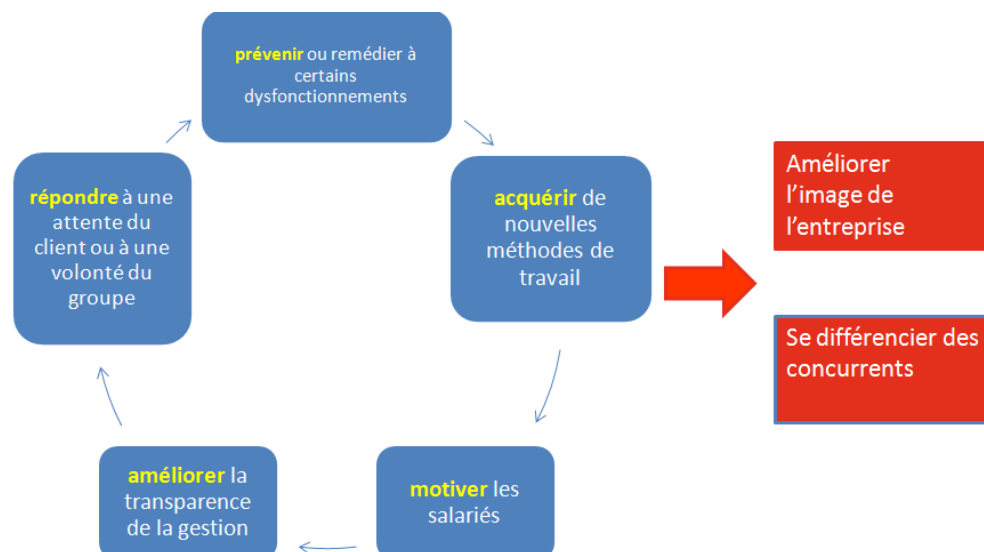 prévenir ou remédier à
certains
dysfonctionnements
acquérir de
nouvelles
méthodes de
travail
motiver les
salariés
améliorer la
transparence
de la gestion
répondre à une
attente du
client ou à une
volonté du
groupe
Améliorer
l’image de
l’entreprise
Se différencier des
concurrents